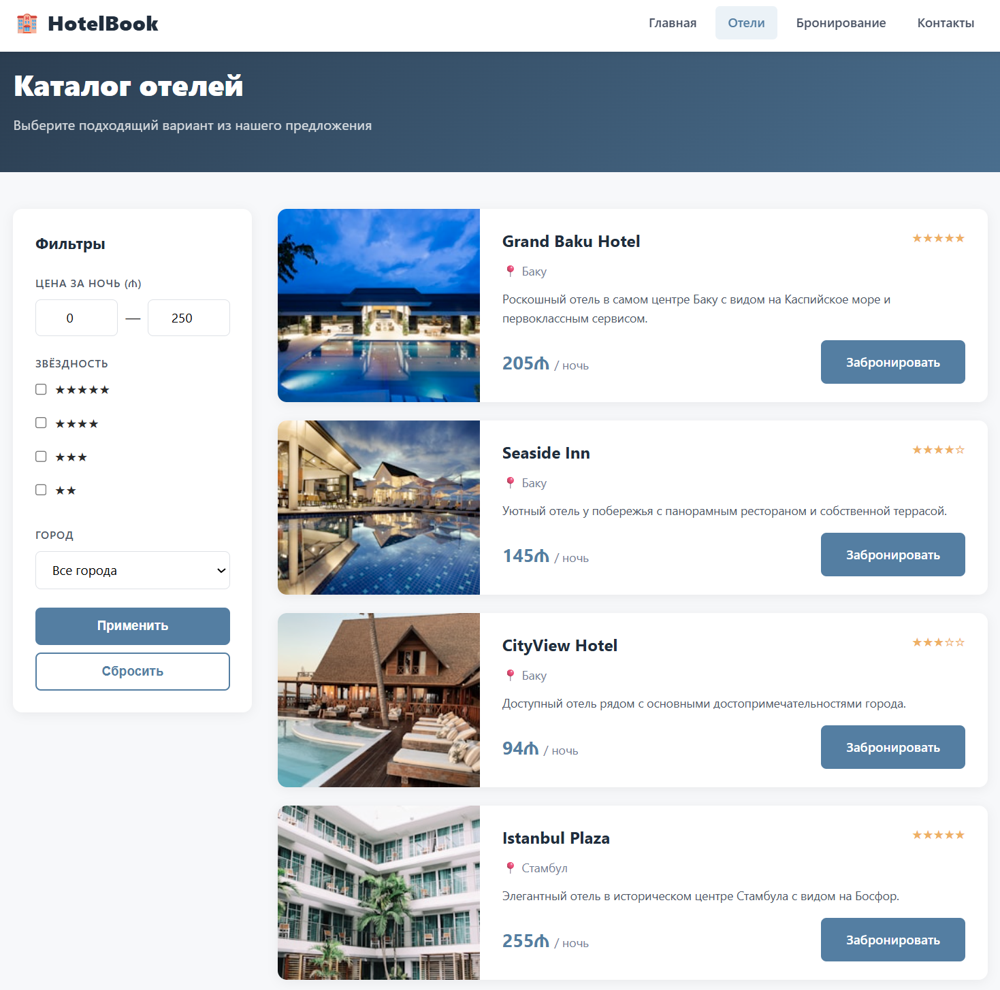 HotelBook
Главная Отели Бронирование Контакты
Каталог отелей
Выберите подходящий вариант из нашего предложения
Фильтры
ЦЕНА ЗА НОЧЬ (₼)
0 — 250
ЗВЁЗДНОСТЬ
★★★★★
★★★★
★★★
★★
ГОРОД
Все города
Применить
Сбросить
Grand Baku Hotel ★★★★★
Баку
Роскошный отель в самом центре Баку с видом на Каспийское море и
первоклассным сервисом.
205₼ / ночь Забронировать
Seaside Inn ★★★★☆
Баку
Уютный отель у побережья с панорамным рестораном и собственной террасой.
145₼ / ночь Забронировать
CityView Hotel ★★★☆☆
Баку
Доступный отель рядом с основными достопримечательностями города.
94₼ / ночь Забронировать
Istanbul Plaza ★★★★★
Стамбул
Элегантный отель в историческом центре Стамбула с видом на Босфор.
255₼ / ночь Забронировать